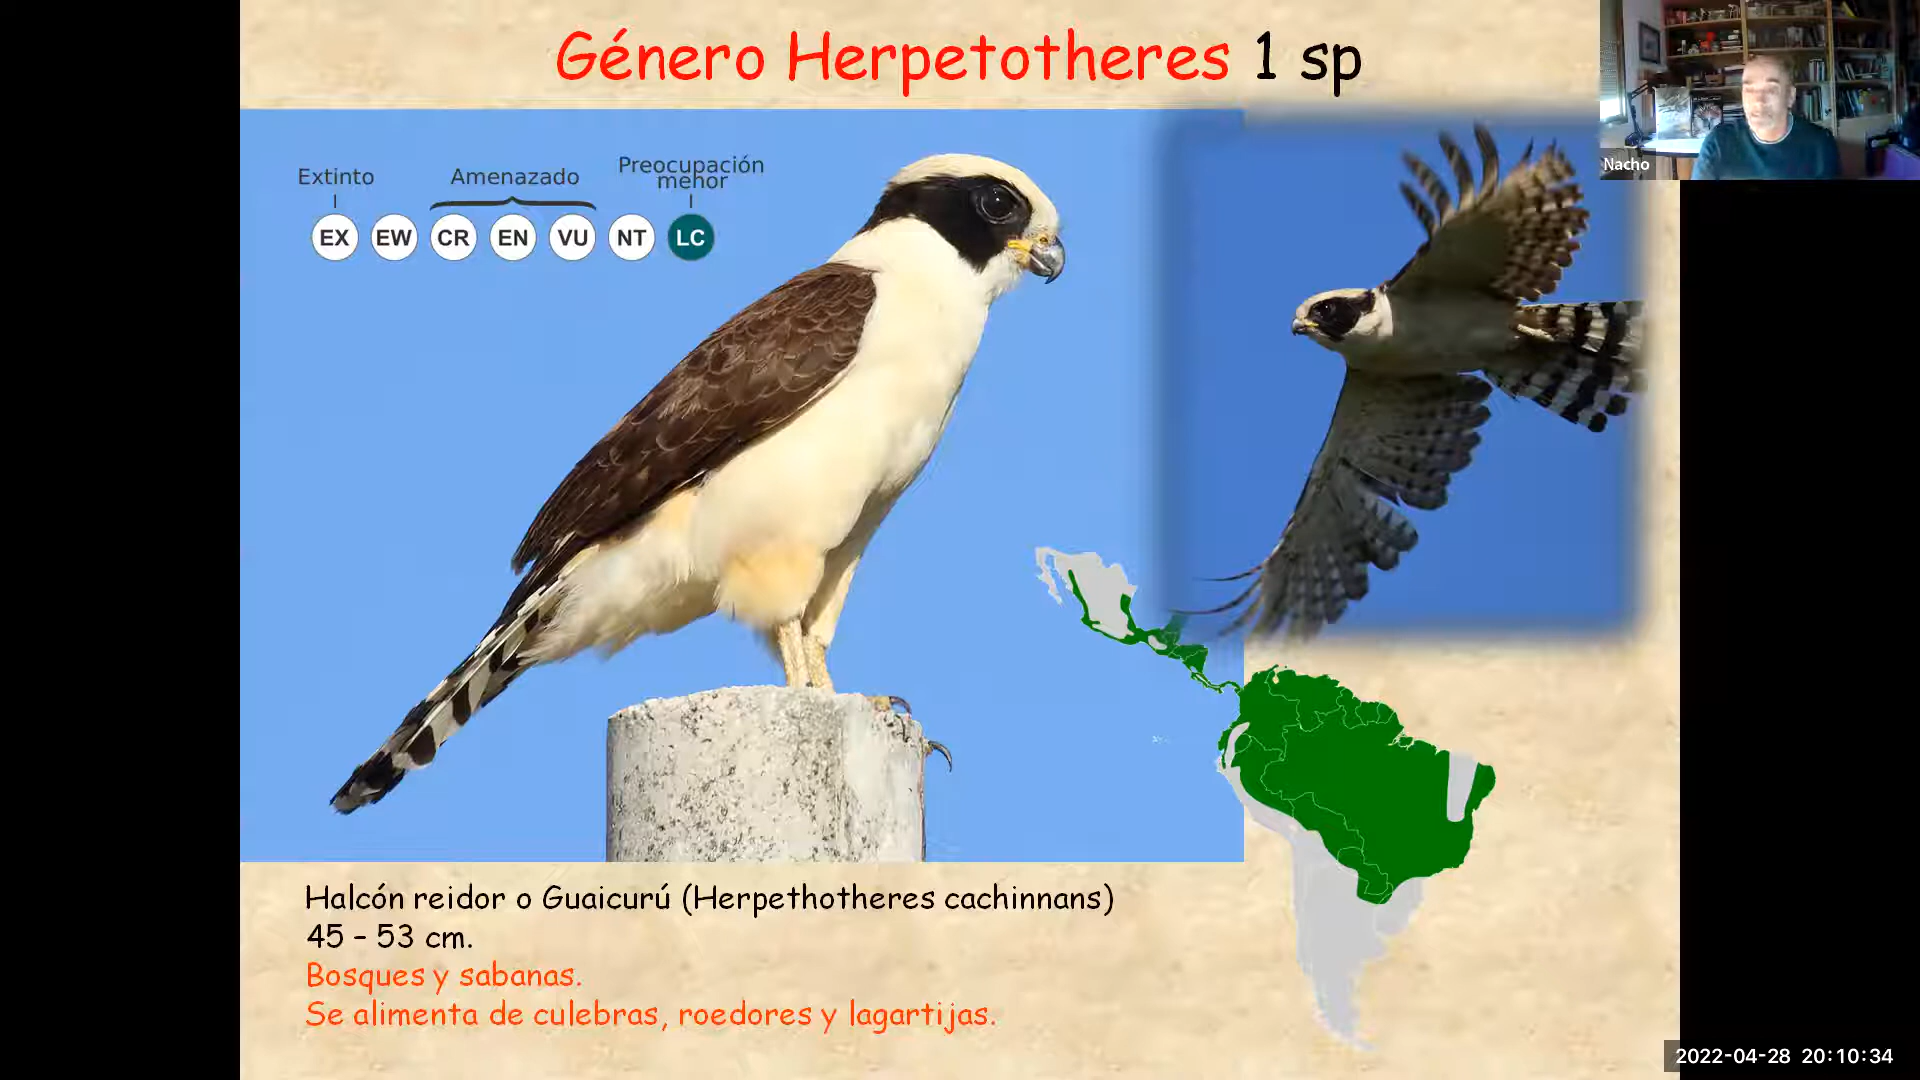 Género Herpetotheres 1 sp
Extinto
Amenazado
Preocupación
menor
EX EW CR EN VU NT LC
Nacho
Halcón reidor o Guaicurú (Herpethotheres cachinnans)
45 – 53 cm.
Bosques y sabanas.
Se alimenta de culebras, roedores y lagartijas.
2022-04-28 20:10:34